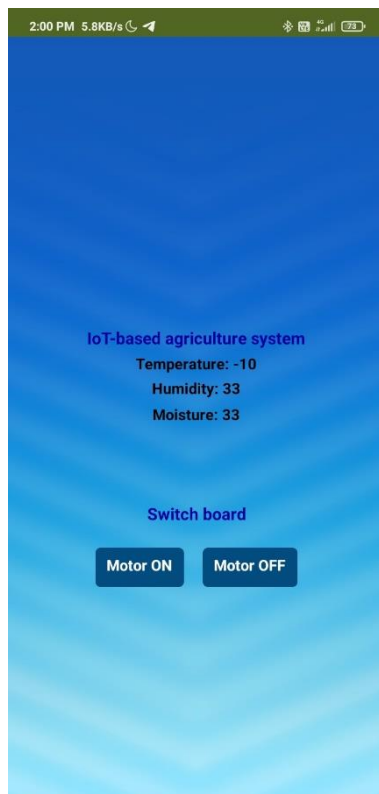 2:00 PM 5.8KB/s 4G 73
IoT-based agriculture system
Temperature: -10
Humidity: 33
Moisture: 33
Switch board
Motor ON Motor OFF